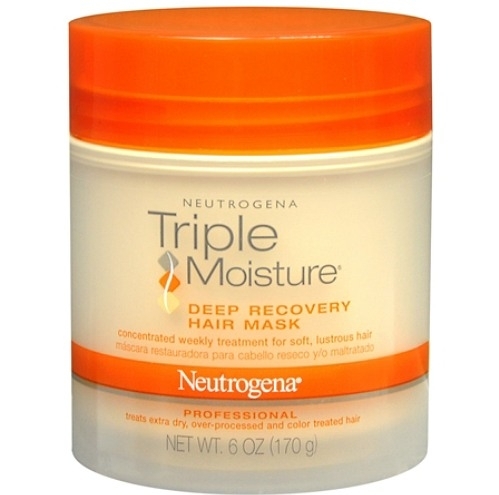 NEUTROGENA
Triple
Moisture®
DEEP RECOVERY
HAIR MASK
concentrated weekly treatment for soft, lustrous hair
máscara restauradora para cabello reseco y/o maltratado
Neutrogena®
PROFESSIONAL
treats extra dry, over-processed and color treated hair
NET WT. 6 OZ (170 g)